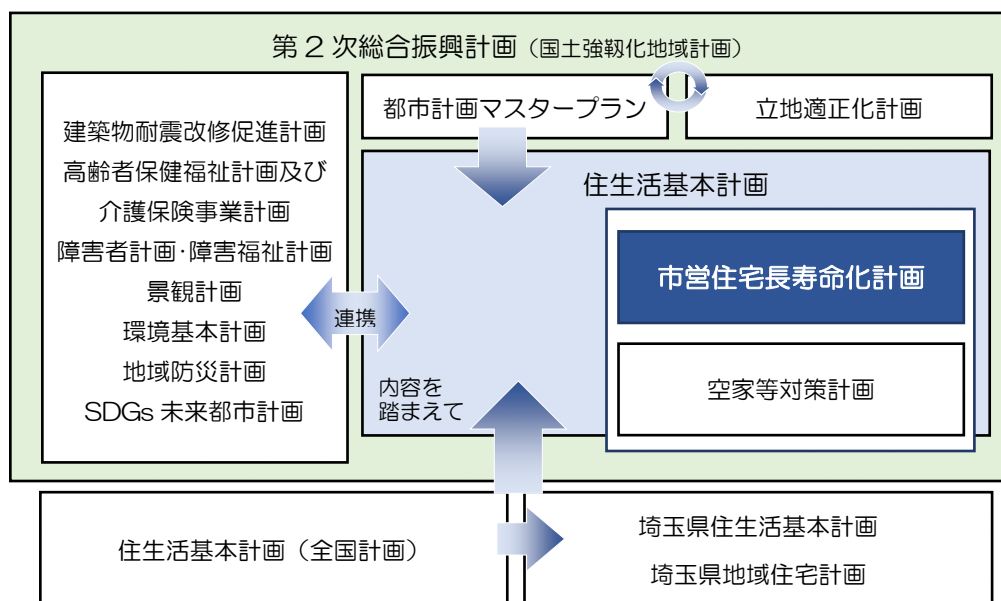 第２次総合振興計画（国土強靱化地域計画）
建築物耐震改修促進計画
高齢者保健福祉計画及び
介護保険事業計画
障害者計画・障害福祉計画
景観計画
環境基本計画
地域防災計画
SDGs 未来都市計画
都市計画マスタープラン
立地適正化計画
住生活基本計画
市営住宅長寿命化計画
空家等対策計画
連携
内容を
踏まえて
住生活基本計画（全国計画）
埼玉県住生活基本計画
埼玉県地域住宅計画